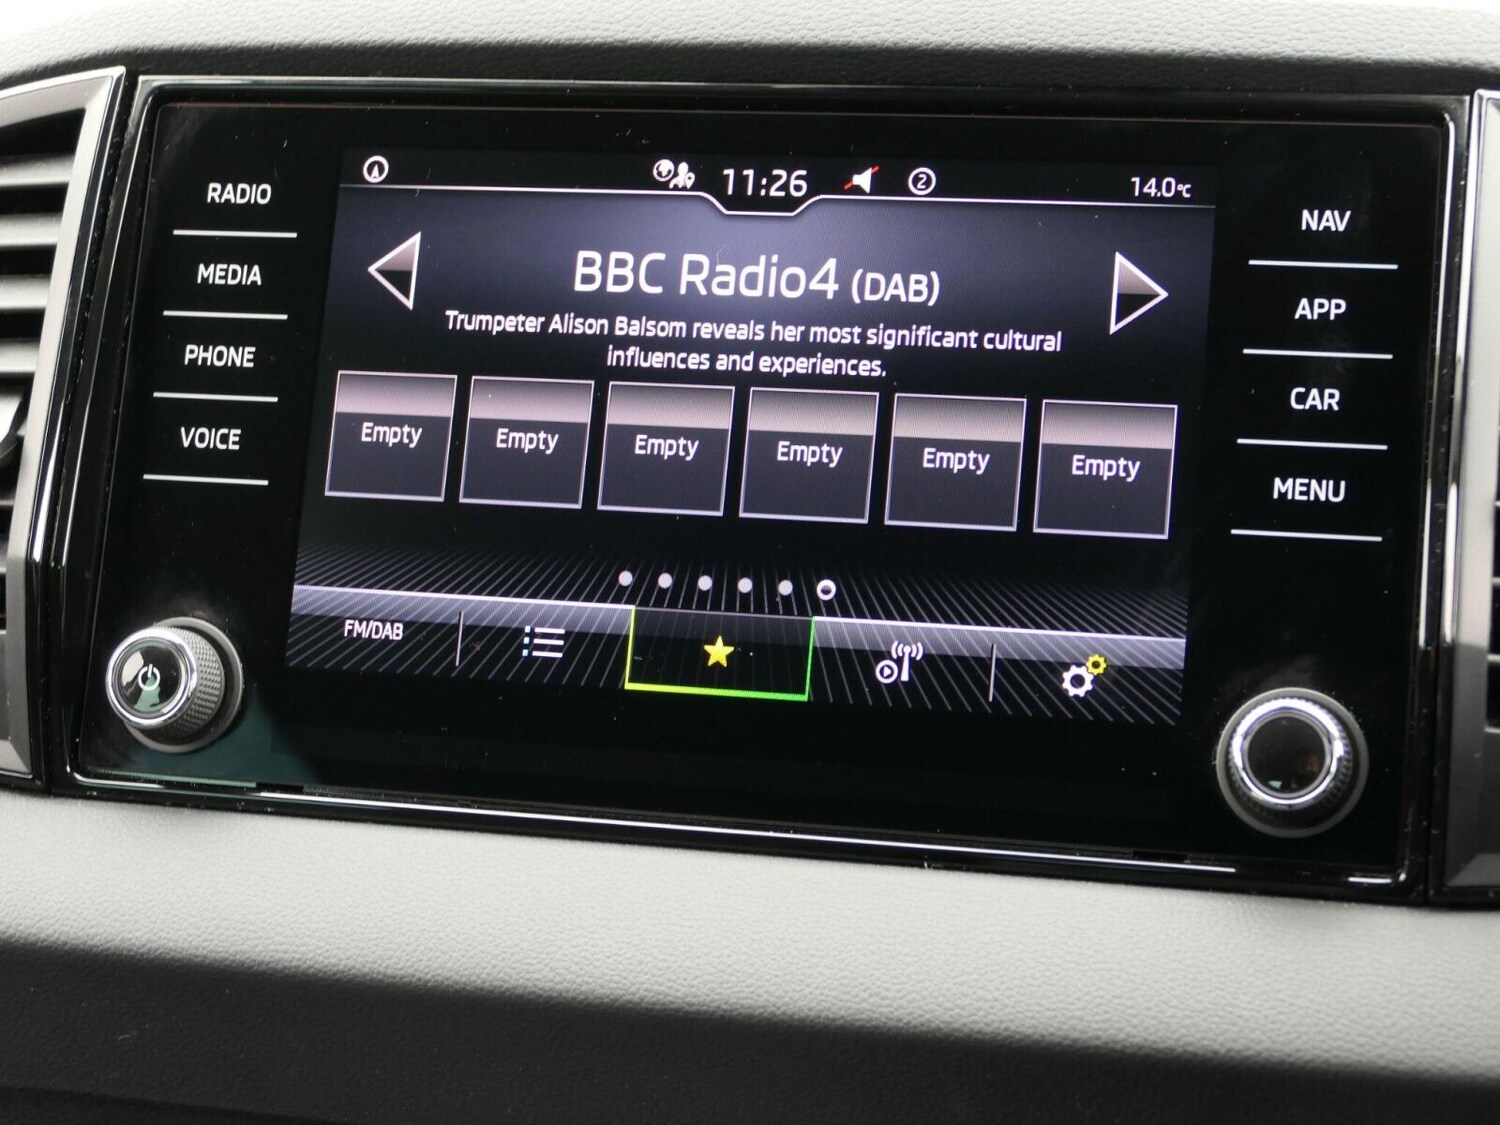 RADIO
MEDIA
PHONE
VOICE
11:26
2
14.0°C
BBC Radio4 (DAB)
Trumpeter Alison Balsom reveals her most significant cultural
influences and experiences.
Empty
Empty
Empty
Empty
Empty
Empty
FM/DAB
NAV
APP
CAR
MENU